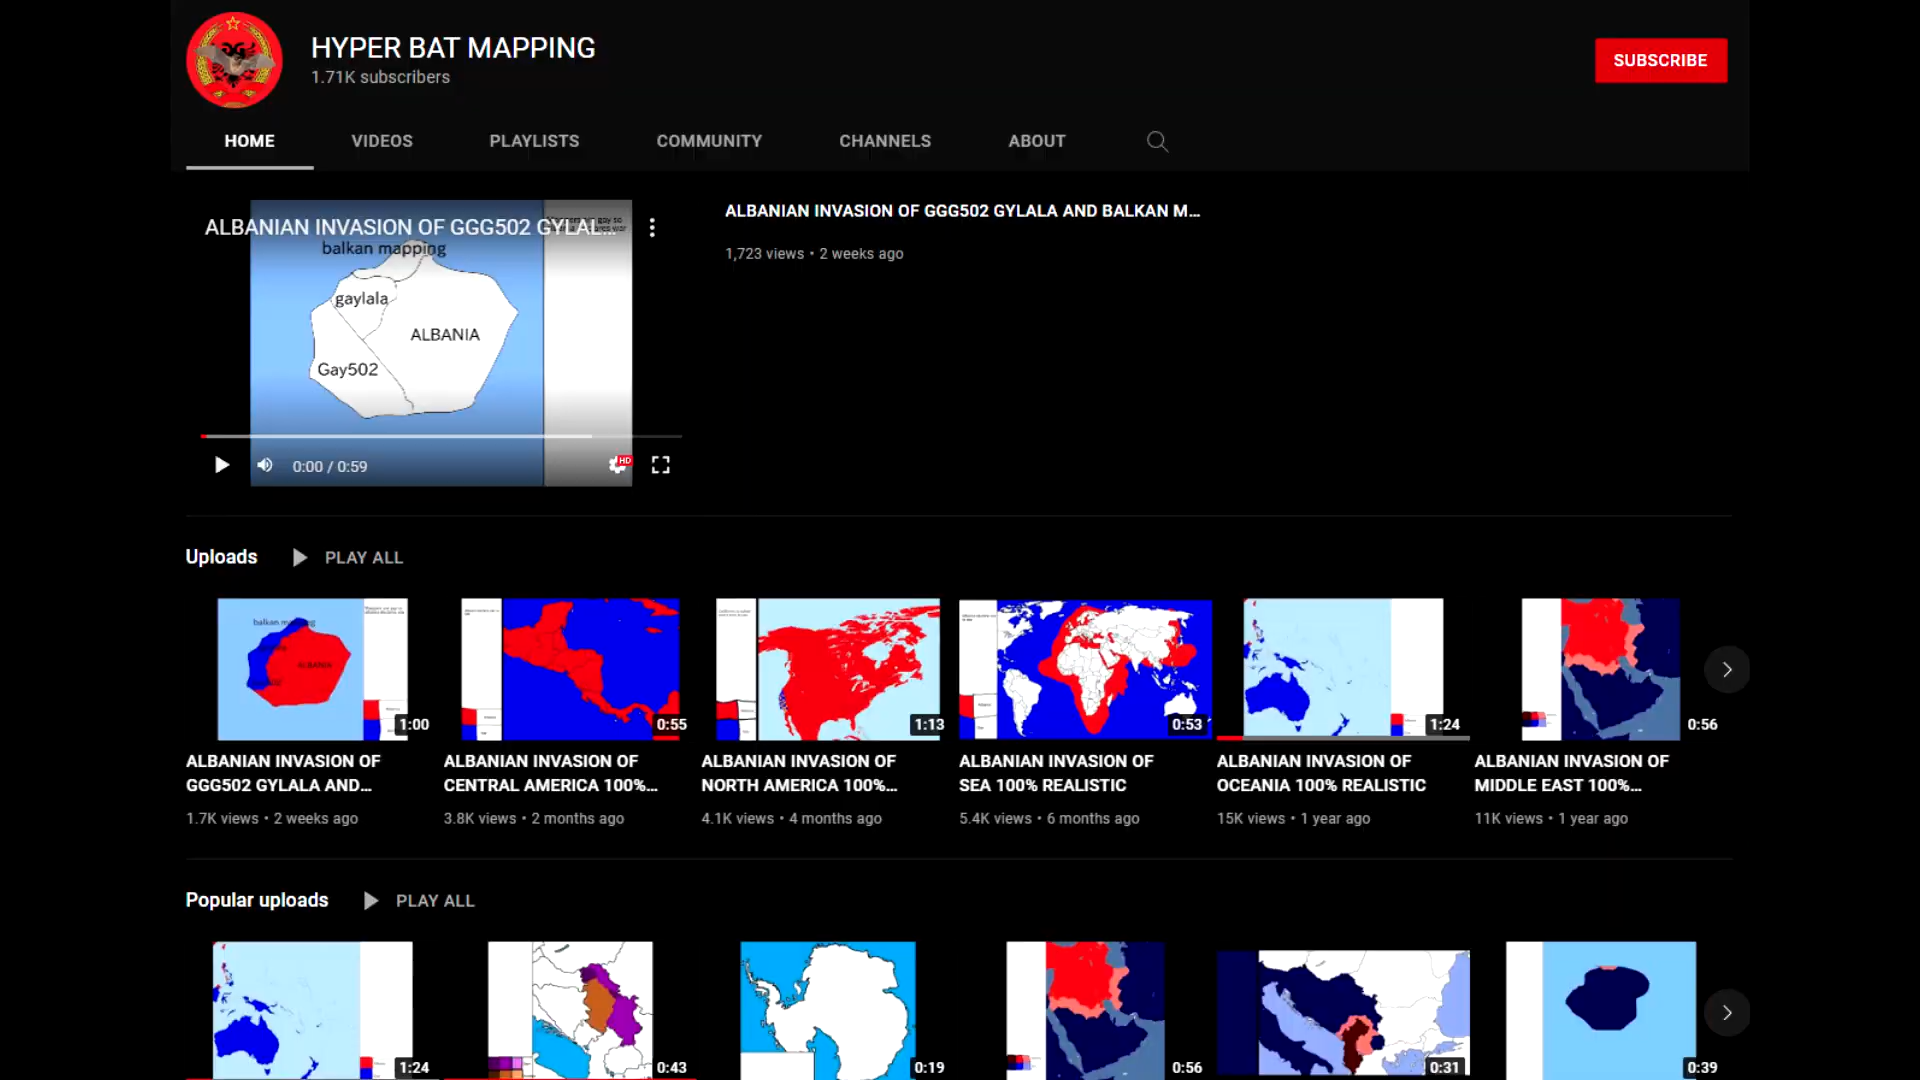 HYPER BAT MAPPING
1.71K subscribers
SUBSCRIBE
HOME
VIDEOS
PLAYLISTS
COMMUNITY
CHANNELS
ABOUT
ALBANIAN INVASION OF GGG502 GYLAL...
balkan mapping
gaylala
ALBANIA
Gay502
0:00 / 0:59
HD
ALBANIAN INVASION OF GGG502 GYLALA AND BALKAN M...
1,723 views • 2 weeks ago
Uploads
PLAY ALL
ALBANIA
1:00
0:55
1:13
0:53
1:24
0:56
ALBANIAN INVASION OF
GGG502 GYLALA AND...
1.7K views • 2 weeks ago
ALBANIAN INVASION OF
CENTRAL AMERICA 100%...
3.8K views • 2 months ago
ALBANIAN INVASION OF
NORTH AMERICA 100%...
4.1K views • 4 months ago
ALBANIAN INVASION OF
SEA 100% REALISTIC
5.4K views • 6 months ago
ALBANIAN INVASION OF
OCEANIA 100% REALISTIC
15K views • 1 year ago
ALBANIAN INVASION OF
MIDDLE EAST 100%...
11K views • 1 year ago
Popular uploads
PLAY ALL
1:24
0:43
0:19
0:56
0:31
0:39